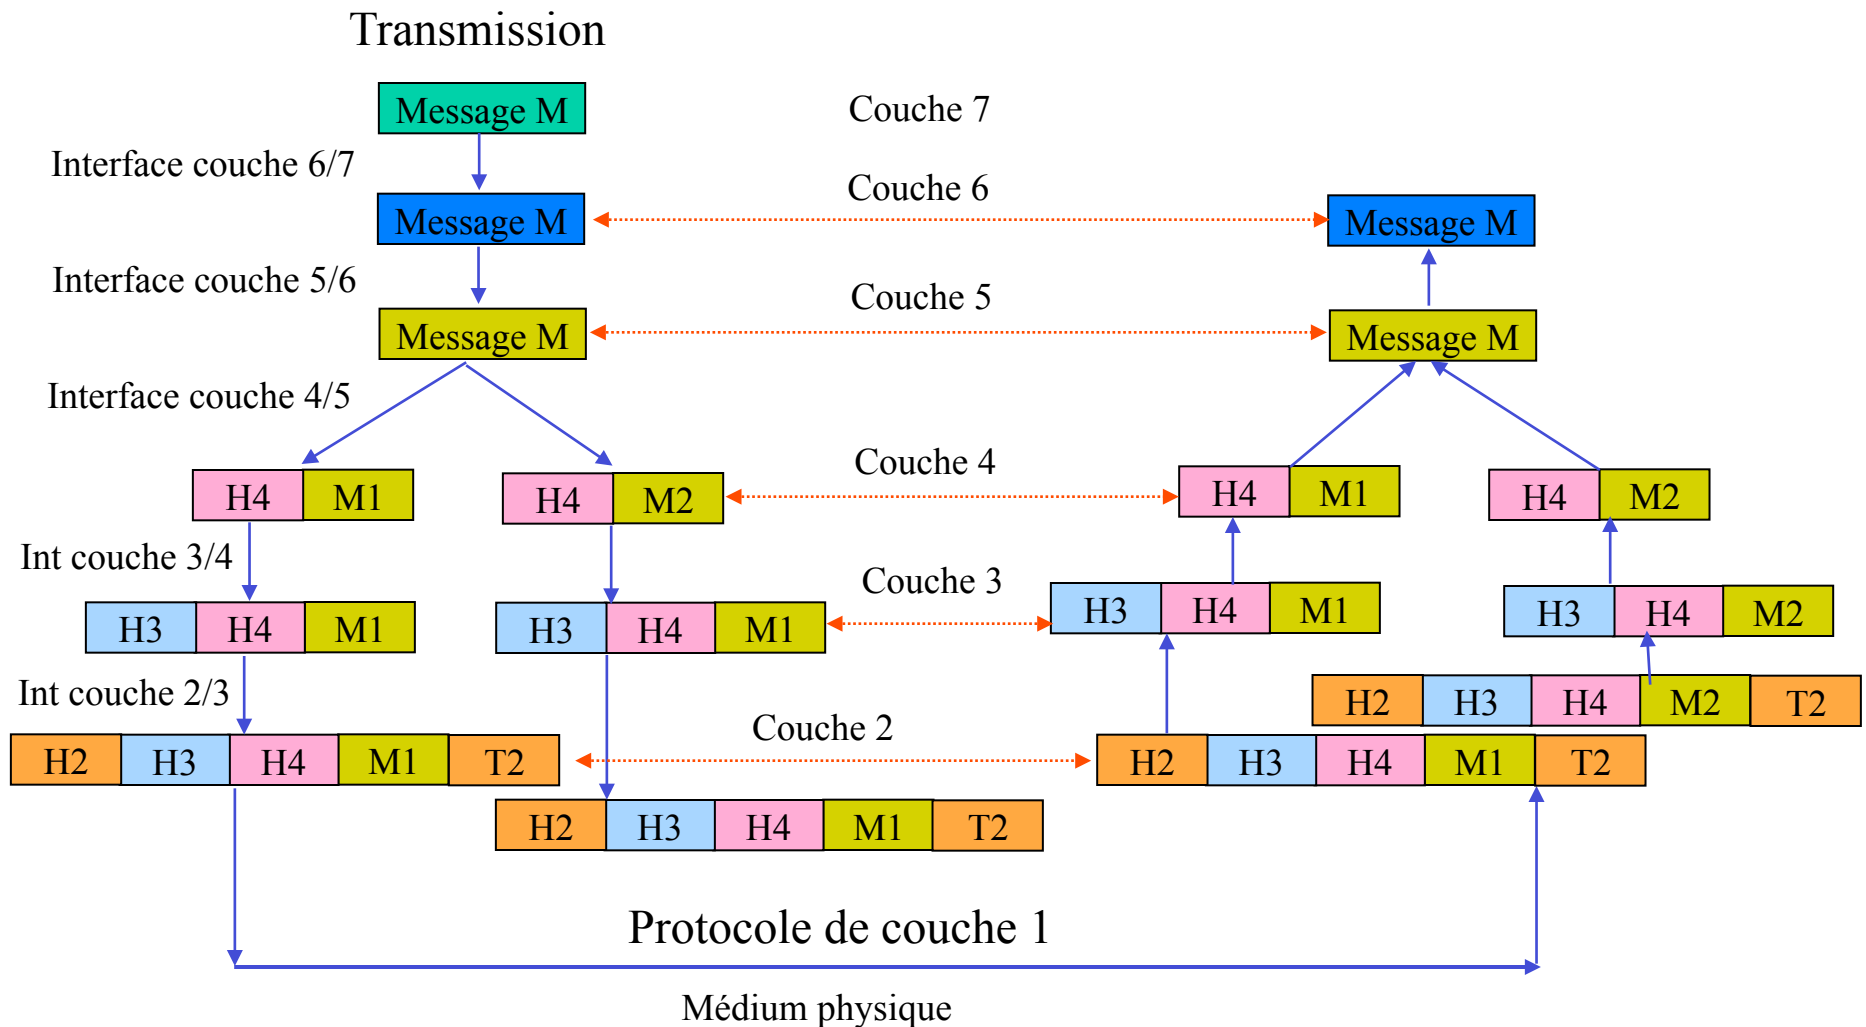 Transmission
Message M
Couche 7
Interface couche 6/7
Couche 6
Message M
Message M
Interface couche 5/6
Couche 5
Message M
Message M
Interface couche 4/5
Couche 4
H4 M1
H4 M2
H4 M1
H4 M2
Int couche 3/4
Couche 3
H3 H4 M1
H3 H4 M1
H3 H4 M1
H3 H4 M2
Int couche 2/3
H2 H3 H4 M2 T2
Couche 2
H2 H3 H4 M1 T2
H2 H3 H4 M1 T2
H2 H3 H4 M1 T2
Protocole de couche 1
Médium physique